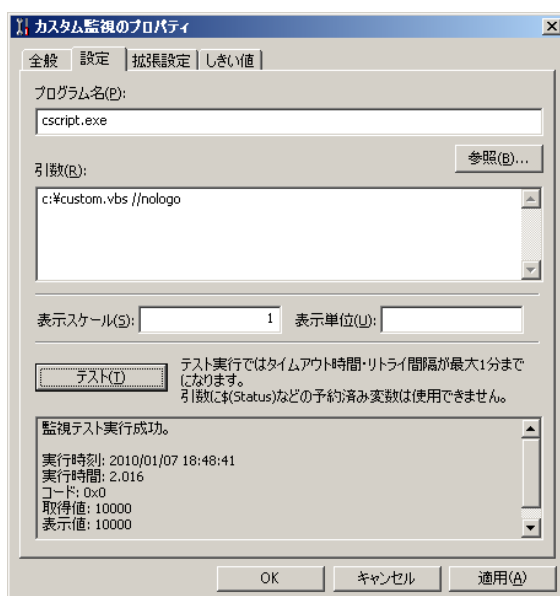 カスタム監視のプロパティ
全般 設定 拡張設定 しきい値
プログラム名(P):
cscript.exe
参照(B)...
引数(R):
c:¥custom.vbs //nologo
表示スケール(S): 1 表示単位(U):
テスト(T)
テスト実行ではタイムアウト時間・リトライ間隔が最大1分まで
になります。
引数に$(Status)などの予約済み変数は使用できません。
監視テスト実行成功。
実行時刻: 2010/01/07 18:48:41
実行時間: 2.016
コード: 0x0
取得値: 10000
表示値: 10000
OK キャンセル 適用(A)